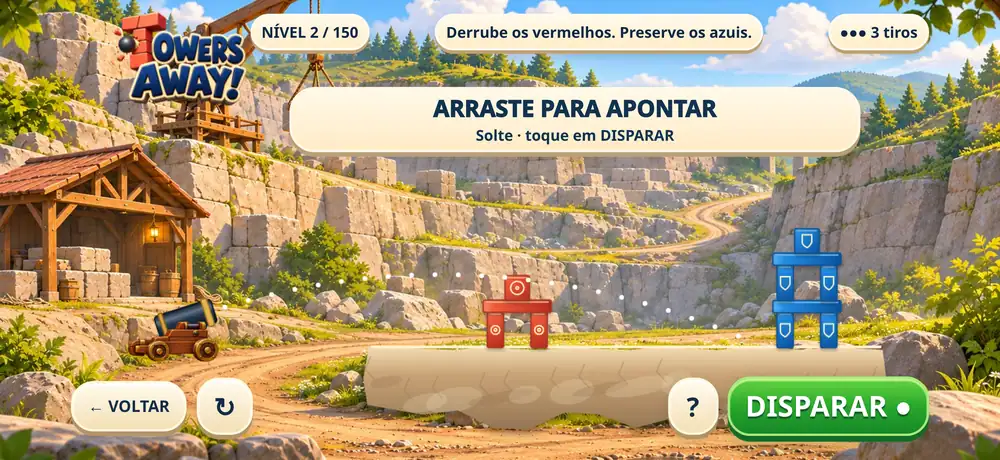 TOWERS
AWAY!
NÍVEL 2 / 150
Derrube os vermelhos. Preserve os azuis.
●●● 3 tiros
ARRASTE PARA APONTAR
Solte · toque em DISPARAR
← VOLTAR
↻
?
DISPARAR ●